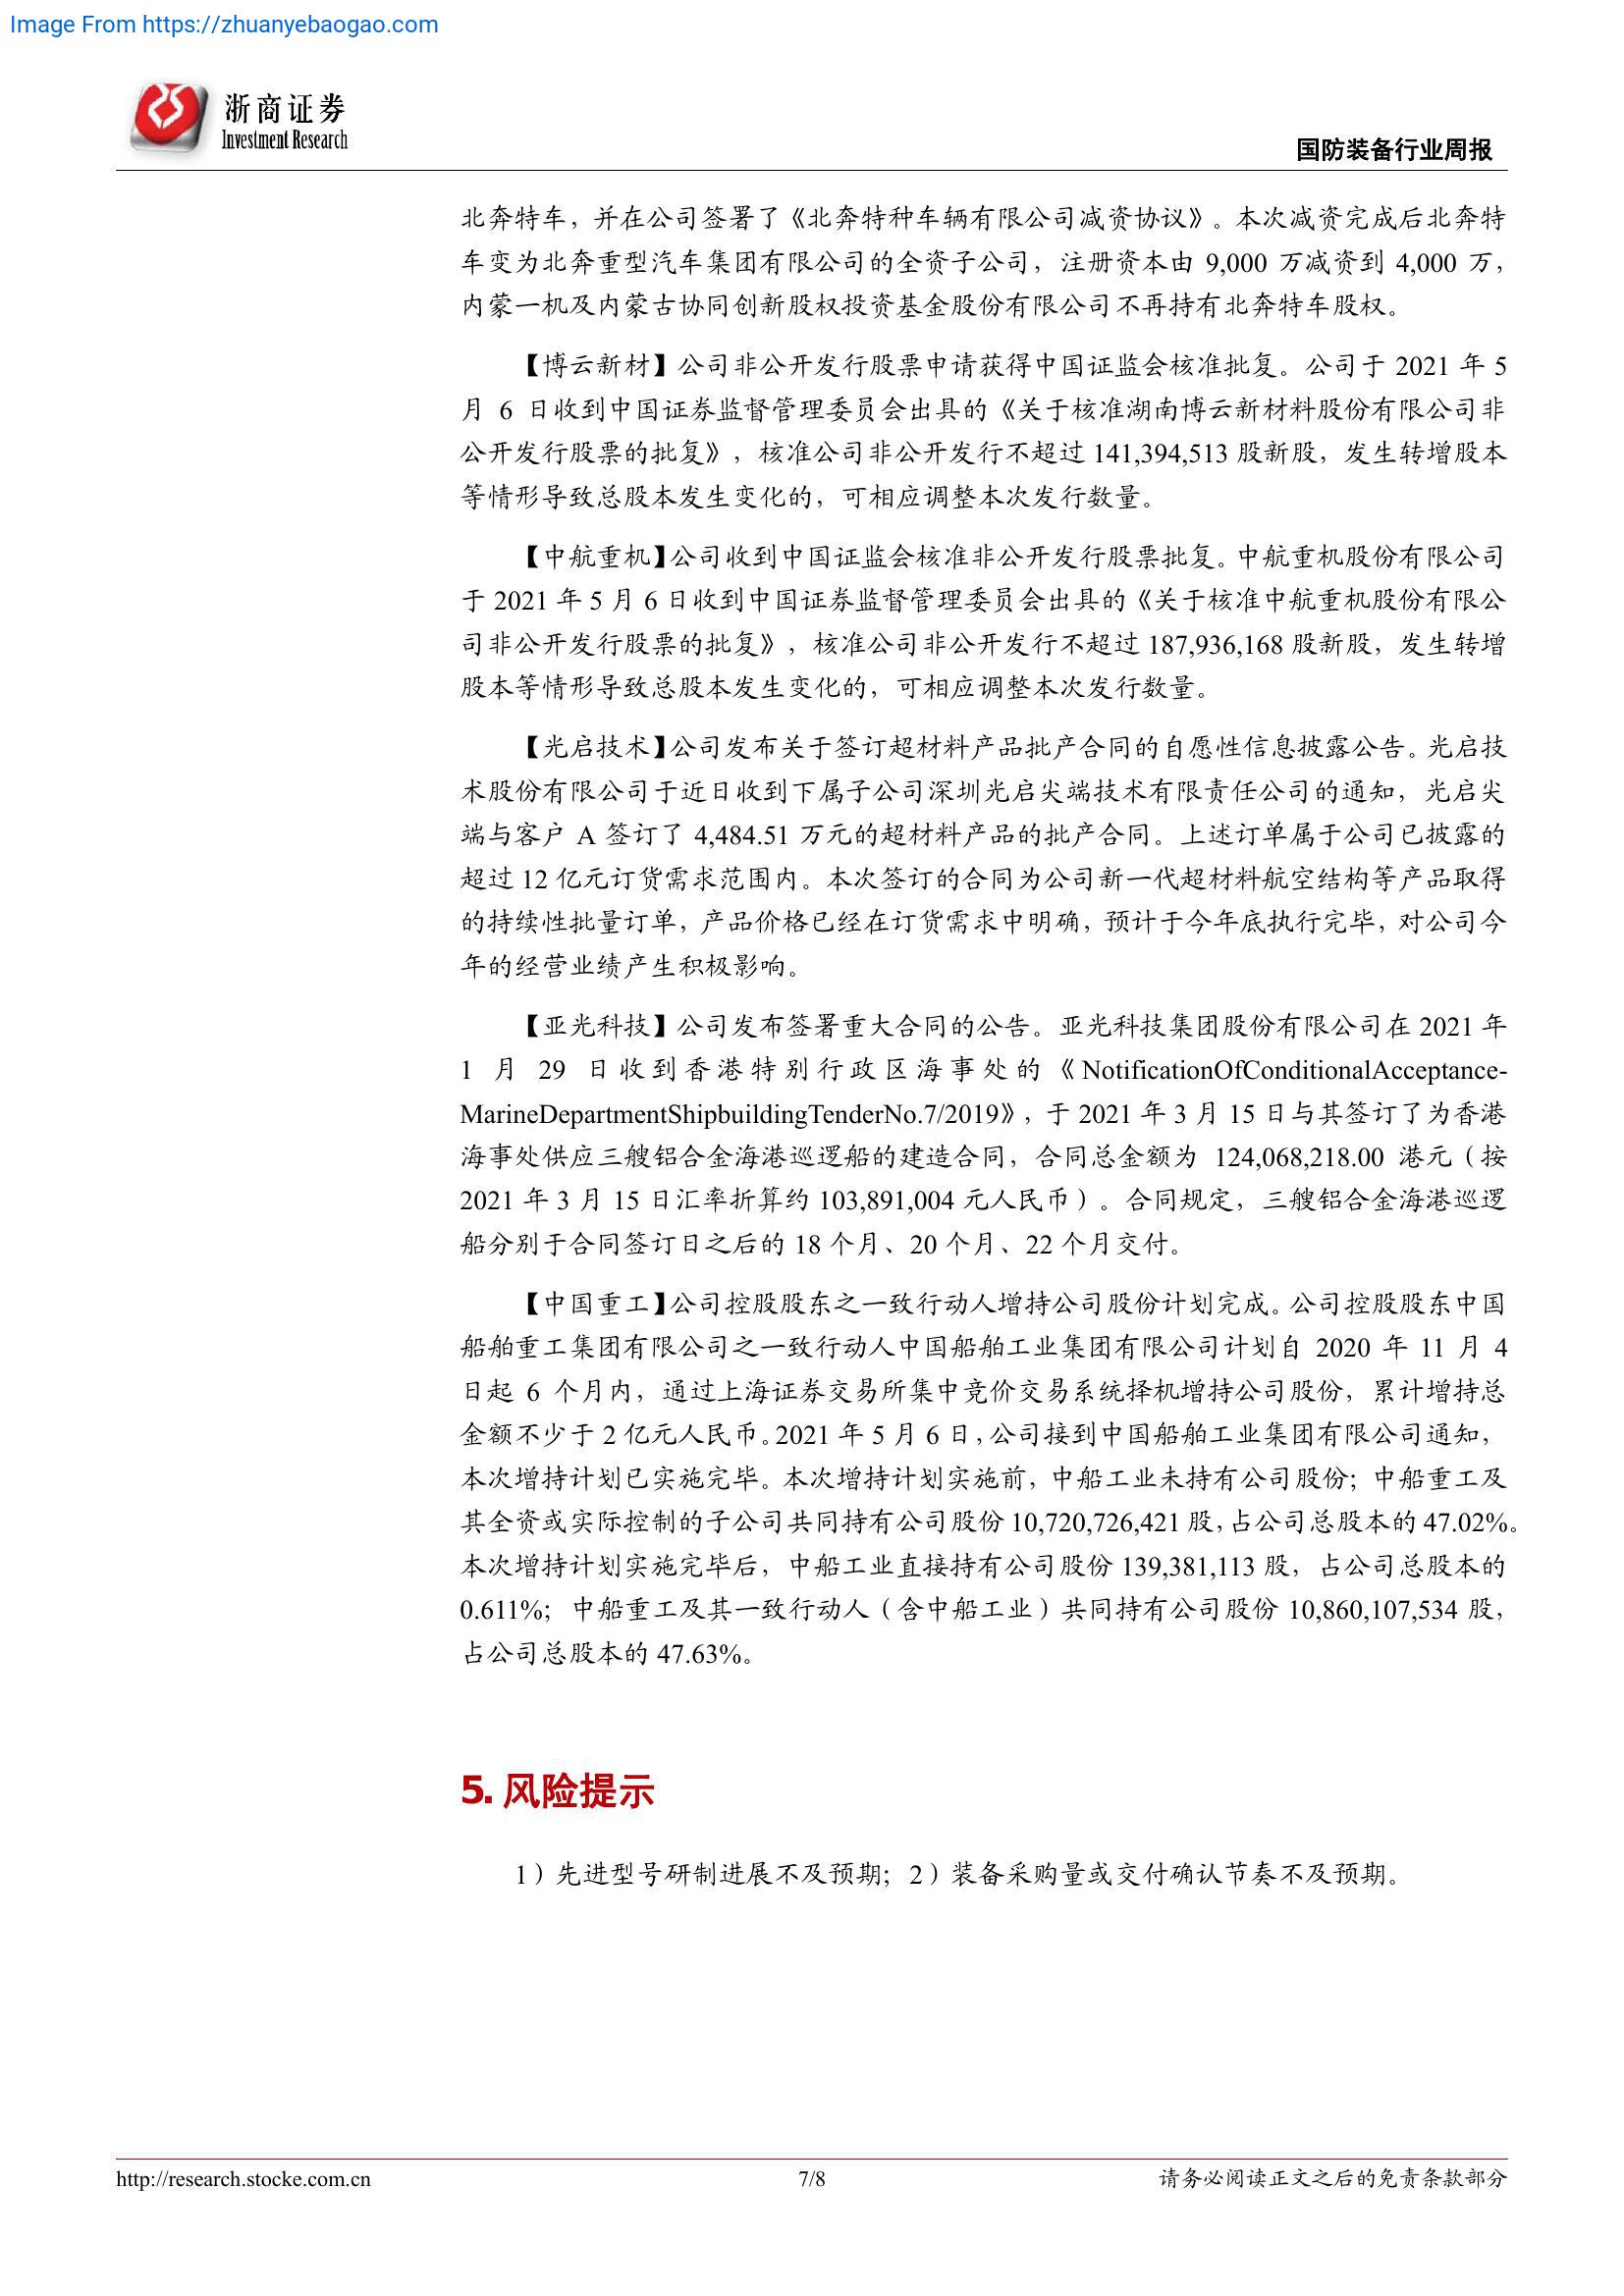 Image From https://zhuanyebaogao.com
浙商证券
Investment Research
国防装备行业周报
北奔特车，并在公司签署了《北奔特种车辆有限公司减资协议》。本次减资完成后北奔特
车变为北奔重型汽车集团有限公司的全资子公司，注册资本由 9,000 万减资到 4,000 万，
内蒙一机及内蒙古协同创新股权投资基金股份有限公司不再持有北奔特车股权。
【博云新材】公司非公开发行股票申请获得中国证监会核准批复。公司于 2021 年 5
月 6 日收到中国证券监督管理委员会出具的《关于核准湖南博云新材料股份有限公司非
公开发行股票的批复》，核准公司非公开发行不超过 141,394,513 股新股，发生转增股本
等情形导致总股本发生变化的，可相应调整本次发行数量。
【中航重机】公司收到中国证监会核准非公开发行股票批复。中航重机股份有限公司
于 2021 年 5 月 6 日收到中国证券监督管理委员会出具的《关于核准中航重机股份有限公
司非公开发行股票的批复》，核准公司非公开发行不超过 187,936,168 股新股，发生转增
股本等情形导致总股本发生变化的，可相应调整本次发行数量。
【光启技术】公司发布关于签订超材料产品批产合同的自愿性信息披露公告。光启技
术股份有限公司于近日收到下属子公司深圳光启尖端技术有限责任公司的通知，光启尖
端与客户 A 签订了 4,484.51 万元的超材料产品的批产合同。上述订单属于公司已披露的
超过 12 亿元订货需求范围内。本次签订的合同为公司新一代超材料航空结构等产品取得
的持续性批量订单，产品价格已经在订货需求中明确，预计于今年底执行完毕，对公司今
年的经营业绩产生积极影响。
【亚光科技】公司发布签署重大合同的公告。亚光科技集团股份有限公司在 2021 年
1 月 29 日收到香港特别行政区海事处的《NotificationOfConditionalAcceptance-
MarineDepartmentShipbuildingTenderNo.7/2019》，于 2021 年 3 月 15 日与其签订了为香港
海事处供应三艘铝合金海港巡逻船的建造合同，合同总金额为 124,068,218.00 港元（按
2021 年 3 月 15 日汇率折算约 103,891,004 元人民币）。合同规定，三艘铝合金海港巡逻
船分别于合同签订日之后的 18 个月、20 个月、22 个月交付。
【中国重工】公司控股股东之一致行动人增持公司股份计划完成。公司控股股东中国
船舶重工集团有限公司之一致行动人中国船舶工业集团有限公司计划自 2020 年 11 月 4
日起 6 个月内，通过上海证券交易所集中竞价交易系统择机增持公司股份，累计增持总
金额不少于 2 亿元人民币。2021 年 5 月 6 日，公司接到中国船舶工业集团有限公司通知，
本次增持计划已实施完毕。本次增持计划实施前，中船工业未持有公司股份；中船重工及
其全资或实际控制的子公司共同持有公司股份 10,720,726,421 股，占公司总股本的 47.02%。
本次增持计划实施完毕后，中船工业直接持有公司股份 139,381,113 股，占公司总股本的
0.611%；中船重工及其一致行动人（含中船工业）共同持有公司股份 10,860,107,534 股，
占公司总股本的 47.63%。
5. 风险提示
1）先进型号研制进展不及预期；2）装备采购量或交付确认节奏不及预期。
http://research.stocke.com.cn
7/8
请务必阅读正文之后的免责条款部分